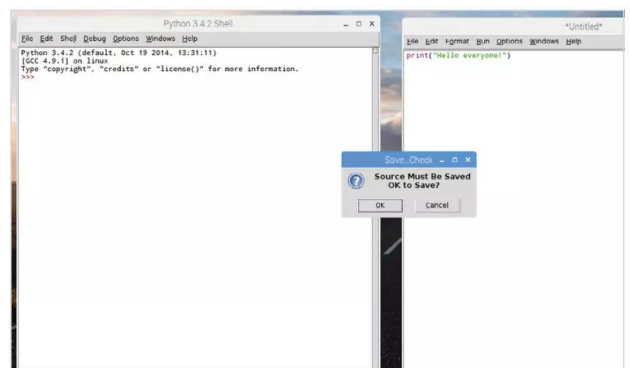 Python 3.4.2 Shell
File Edit Shell Debug Options Windows Help
Python 3.4.2 (default, Oct 19 2014, 13:31:11)
[GCC 4.9.1] on linux
Type "copyright", "credits" or "license()" for more information.
>>>
*Untitled*
File Edit Format Run Options Windows Help
print("Hello everyone!")
Save_Check
Source Must Be Saved
OK to Save?
OK Cancel